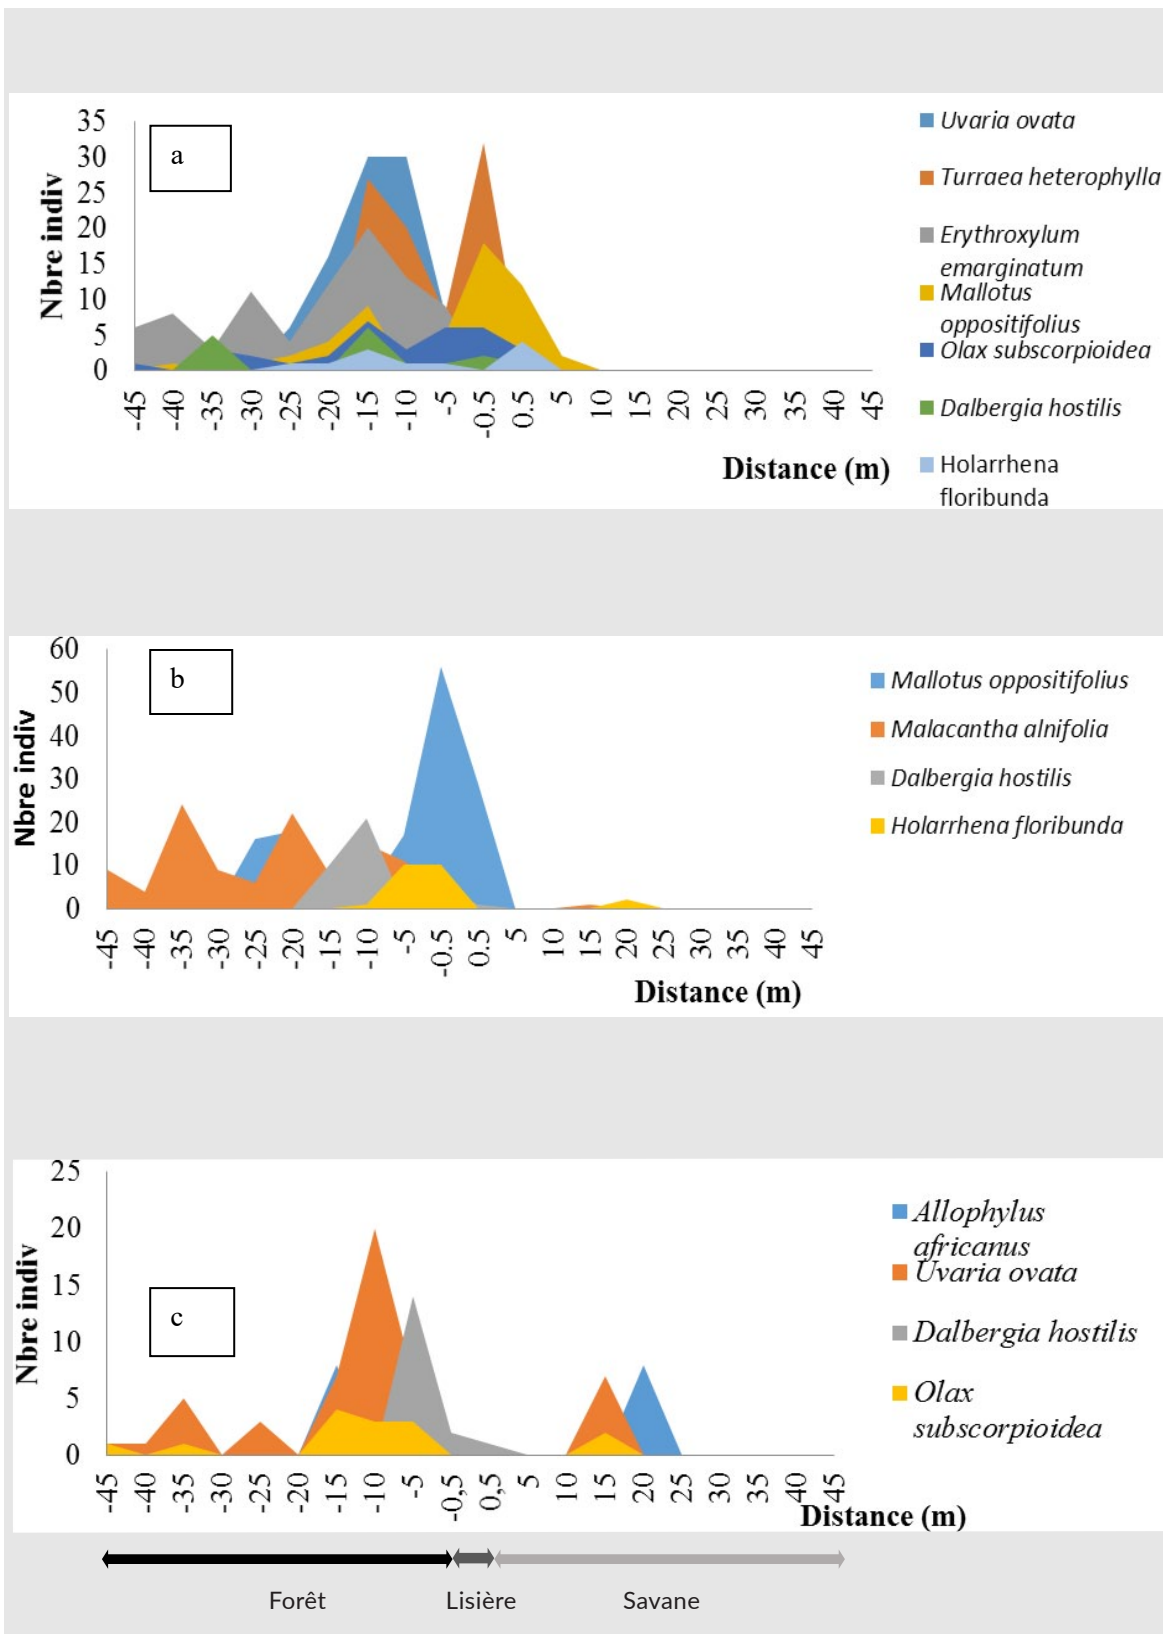 35
30
25
20
15
10
5
0
Nbre indiv
a
-45 -40 -35 -30 -25 -20 -15 -10 -5 -0.5 0.5 5 10 15 20 25 30 35 40 45
Distance (m)
Uvaria ovata
Turraea heterophylla
Erythroxylum
emarginatum
Mallotus
oppositifolius
Olax subscorpioidea
Dalbergia hostilis
Holarrhena
floribunda
60
50
40
30
20
10
0
Nbre indiv
b
-45 -40 -35 -30 -25 -20 -15 -10 -5 -0.5 0.5 5 10 15 20 25 30 35 40 45
Distance (m)
Mallotus oppositifolius
Malacantha alnifolia
Dalbergia hostilis
Holarrhena floribunda
25
20
15
10
5
0
Nbre indiv
c
-45 -40 -35 -30 -25 -20 -15 -10 -5 -0,5 0,5 5 10 15 20 25 30 35 40 45
Distance (m)
Allophylus
africanus
Uvaria ovata
Dalbergia hostilis
Olax
subscorpioidea
Forêt Lisière Savane